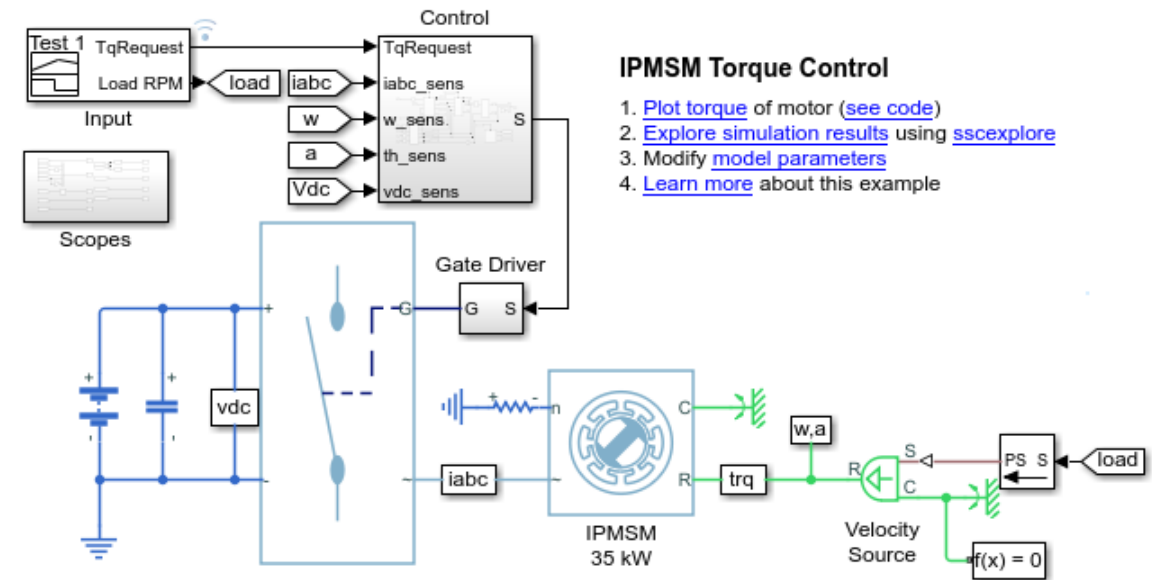 Control
Test 1
TqRequest
Load RPM
Input
load
iabc
w
a
Vdc
TqRequest
iabc_sens
w_sens
th_sens
vdc_sens
S
IPMSM Torque Control
1. Plot torque of motor (see code)
2. Explore simulation results using sscexplore
3. Modify model parameters
4. Learn more about this example
Scopes
Gate Driver
G
G S
+
+
+
vdc
-
-
-
~
iabc
+ -
n
~
C
R
IPMSM
35 kW
trq
w,a
R
S
C
Velocity
Source
PS S
load
f(x) = 0